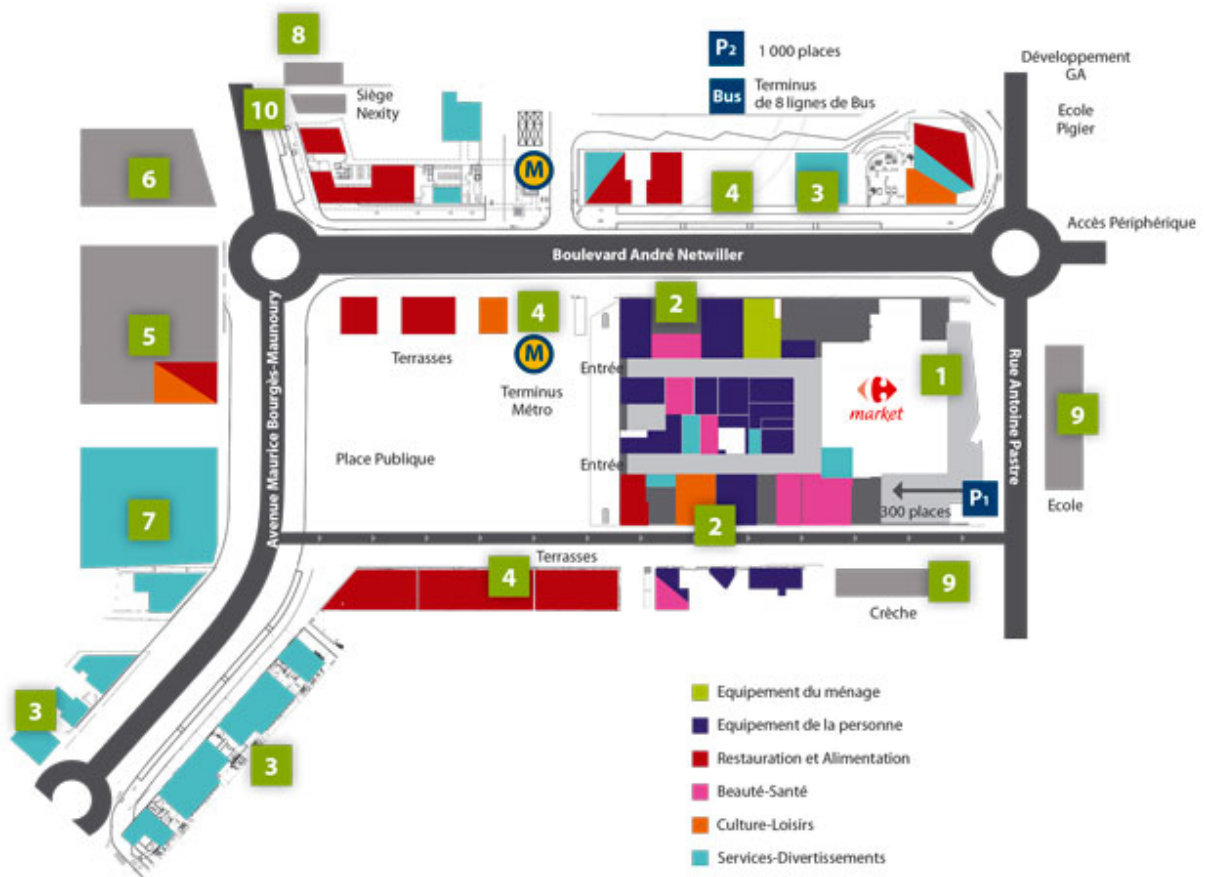 8
P2
1 000 places
Bus
Terminus
de 8 lignes de Bus
Développement
GA
Ecole
Pigier
10
Siège
Nexity
6
M
4
3
Accès Périphérique
Boulevard André Netwiller
Avenue Maurice Bourgès-Maunoury
5
4
M
Terrasses
Terminus
Métro
2
Entrée
1
market
Rue Antoine Pastre
9
Ecole
Place Publique
Entrée
7
P1
300 places
2
Terrasses
4
9
Crèche
3
3
Equipement du ménage
Equipement de la personne
Restauration et Alimentation
Beauté-Santé
Culture-Loisirs
Services-Divertissements